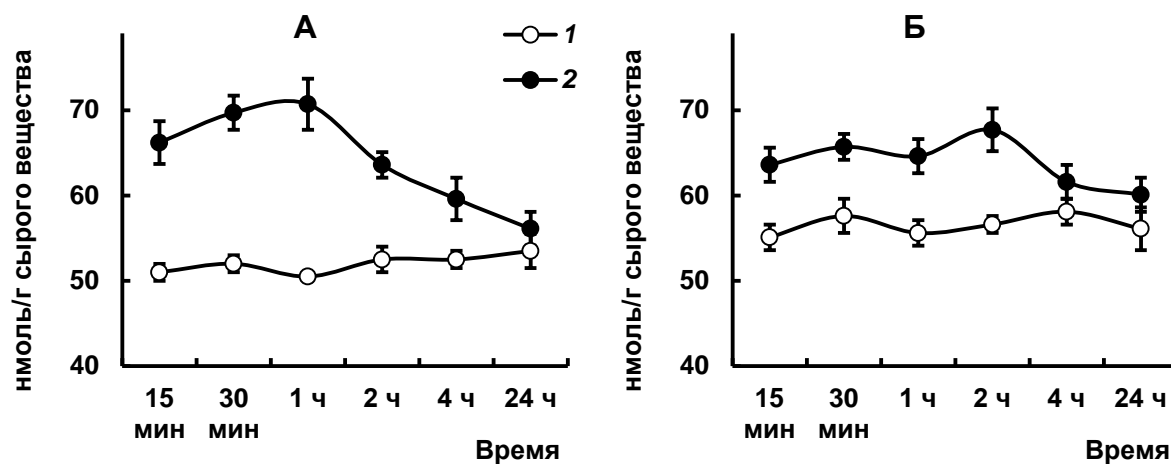 А
1
2
нмоль/г сырого вещества
70
60
50
40
15 мин
30 мин
1 ч
2 ч
4 ч
24 ч
Время
Б
нмоль/г сырого вещества
70
60
50
40
15 мин
30 мин
1 ч
2 ч
4 ч
24 ч
Время